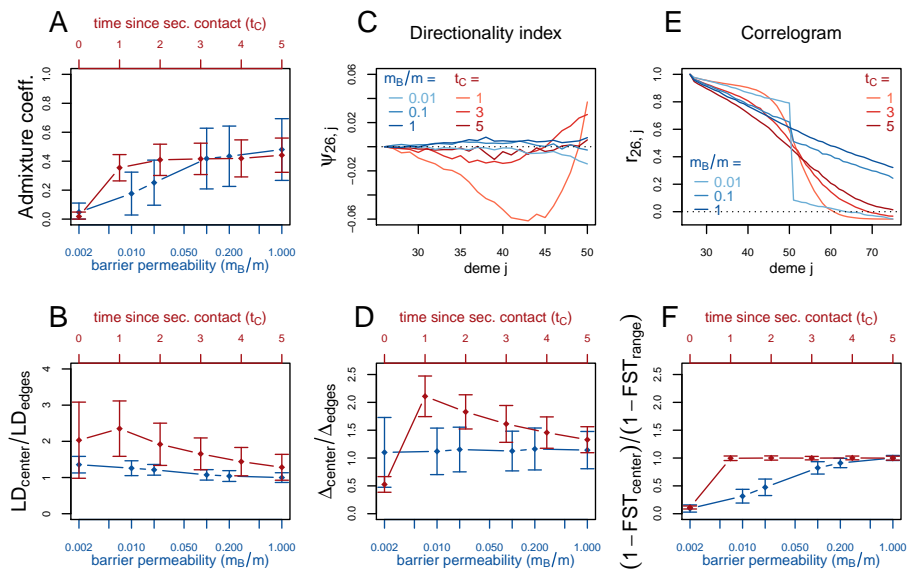 A
time since sec. contact (tC)
0 1 2 3 4 5
Admixture coeff.
0.0 0.2 0.4 0.6 0.8 1.0
0.002 0.010 0.050 0.200 1.000
barrier permeability (mB/m)
C
Directionality index
mB/m = tC =
0.01 1
0.1 3
1 5
ψ26, j
−0.06 0.00 0.06
30 35 40 45 50
deme j
E
Correlogram
tC =
1
3
5
mB/m =
0.01
0.1
1
r26, j
0.0 0.2 0.4 0.6 0.8 1.0
30 40 50 60 70
deme j
B
time since sec. contact (tC)
0 1 2 3 4 5
LDcenter/LDedges
0 1 2 3 4
0.002 0.010 0.050 0.200 1.000
barrier permeability (mB/m)
D
time since sec. contact (tC)
0 1 2 3 4 5
Δcenter/Δedges
0.0 0.5 1.0 1.5 2.0 2.5
0.002 0.010 0.050 0.200 1.000
barrier permeability (mB/m)
F
time since sec. contact (tC)
0 1 2 3 4 5
(1−FSTcenter)/(1−FSTrange)
0.0 0.5 1.0 1.5 2.0 2.5
0.002 0.010 0.050 0.200 1.000
barrier permeability (mB/m)